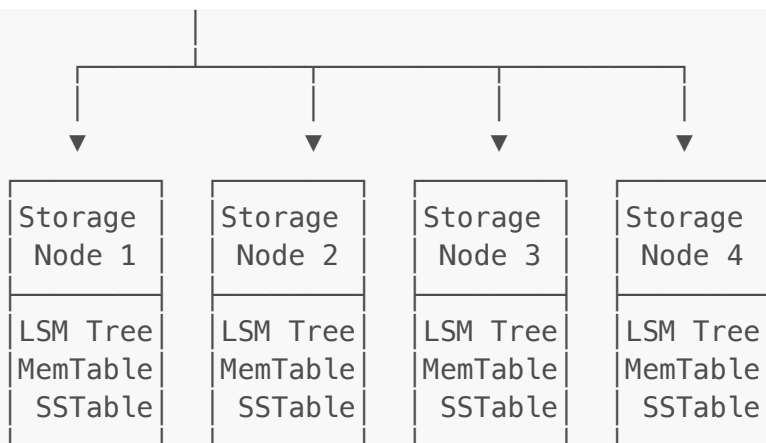 Storage Storage Storage Storage
Node 1 Node 2 Node 3 Node 4
LSM Tree LSM Tree LSM Tree LSM Tree
MemTable MemTable MemTable MemTable
SSTable SSTable SSTable SSTable